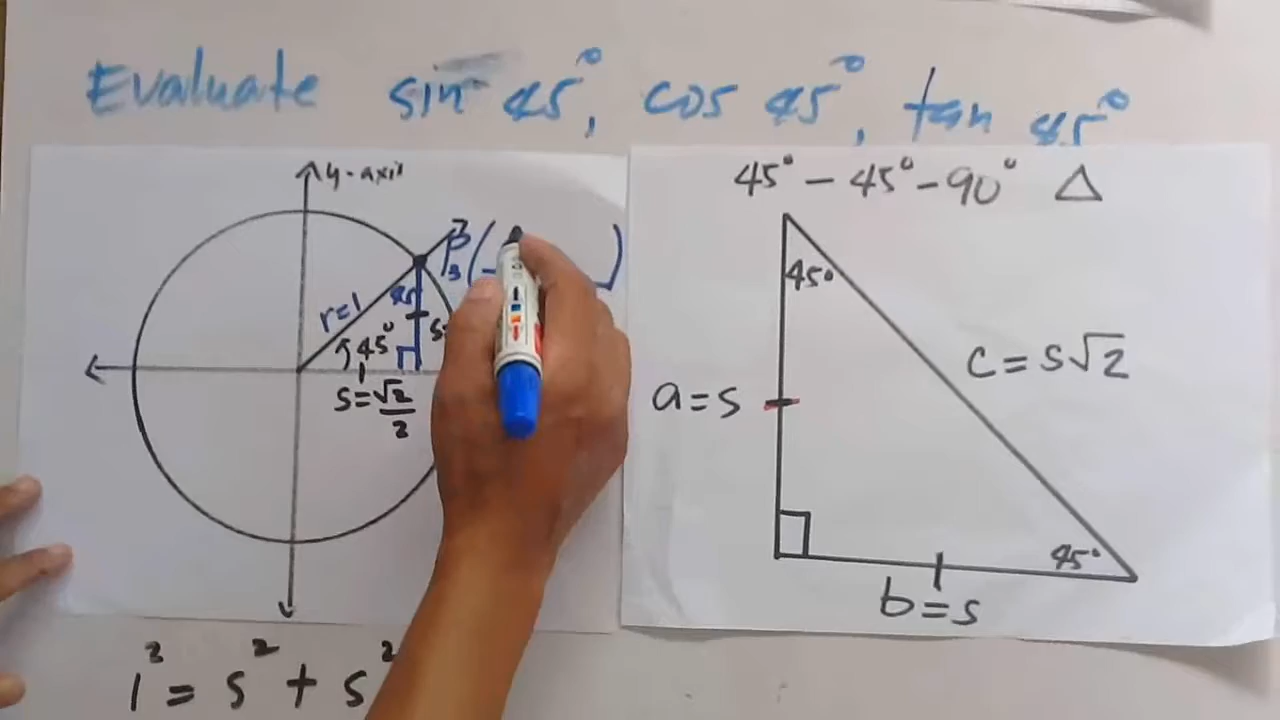 Evaluate sin 45°, cos 45°, tan 45°
y-axis
r=1
45°
45°
S=√2/2
1² = s² + s²
45° - 45° - 90° △
45°
a = s
c = s√2
45°
b = s